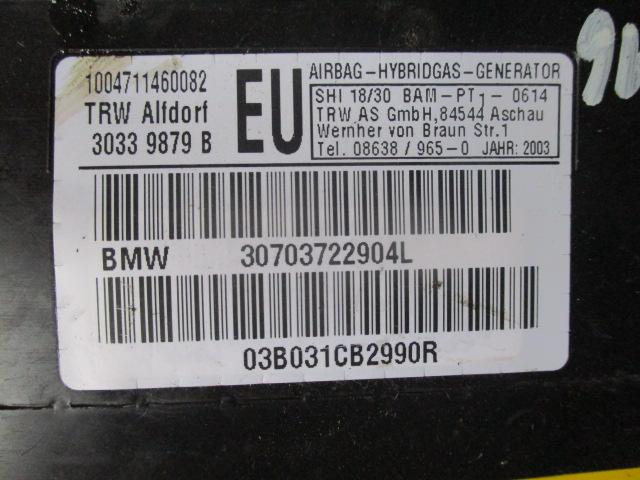 1004711460082
TRW Alfdorf
3033 9879 B
EU
AIRBAG-HYBRIDGAS-GENERATOR
SHI 18/30 BAM-PT1-0614
TRW AS GmbH,84544 Aschau
Wernher von Braun Str.1
Tel. 08638/965-0 JAHR: 2003
BMW 30703722904L
03B031CB2990R